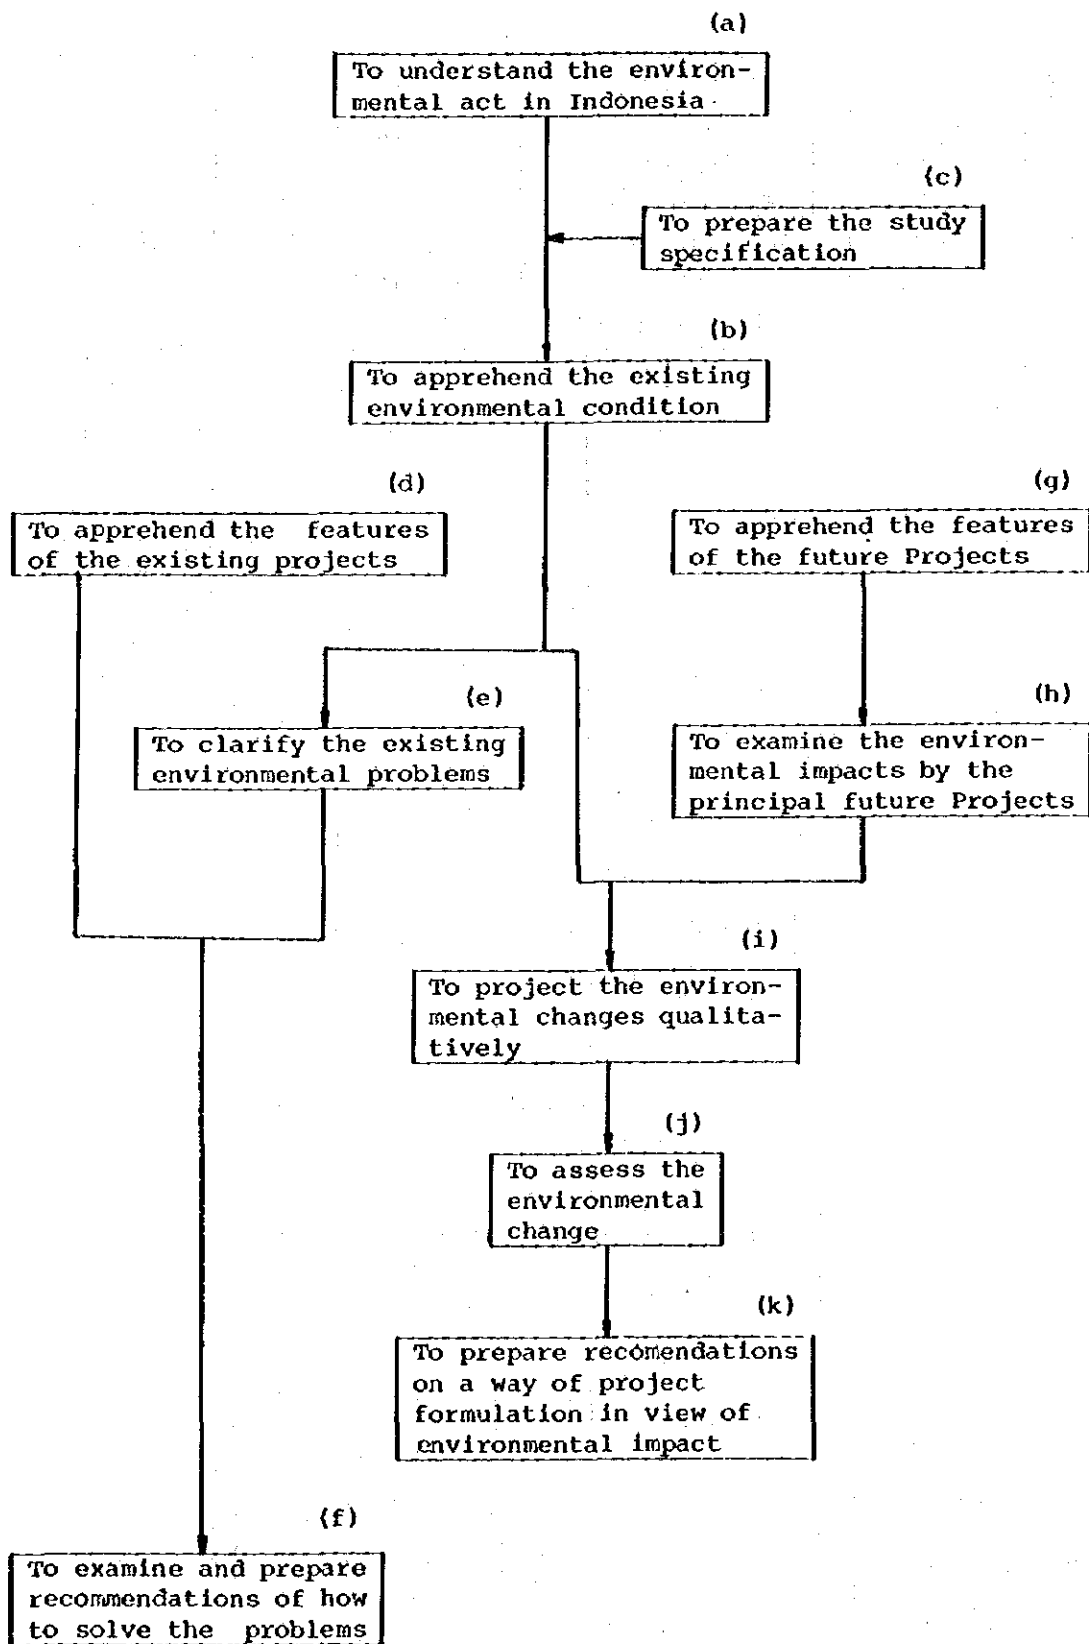 (a)
To understand the environ-
mental act in Indonesia
(c)
To prepare the study
specification
(b)
To apprehend the existing
environmental condition
(d)
To apprehend the features
of the existing projects
(g)
To apprehend the features
of the future Projects
(e)
To clarify the existing
environmental problems
(h)
To examine the environ-
mental impacts by the
principal future Projects
(i)
To project the environ-
mental changes qualita-
tively
(j)
To assess the
environmental
change
(k)
To prepare recomendations
on a way of project
formulation in view of
environmental impact
(f)
To examine and prepare
recommendations of how
to solve the problems